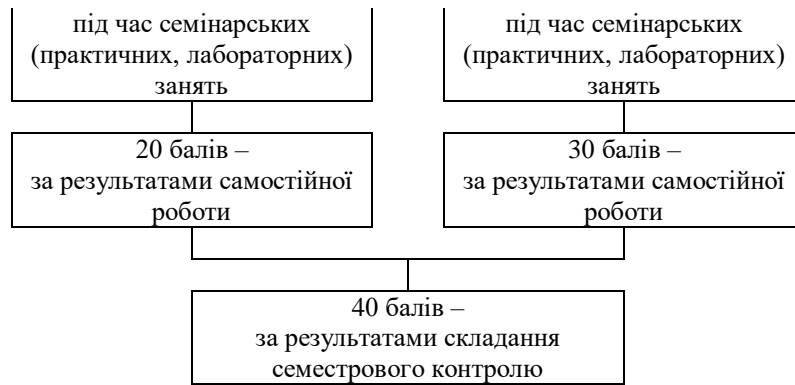 під час семінарських
(практичних, лабораторних)
занять
під час семінарських
(практичних, лабораторних)
занять
20 балів –
за результатами самостійної
роботи
30 балів –
за результатами самостійної
роботи
40 балів –
за результатами складання
семестрового контролю